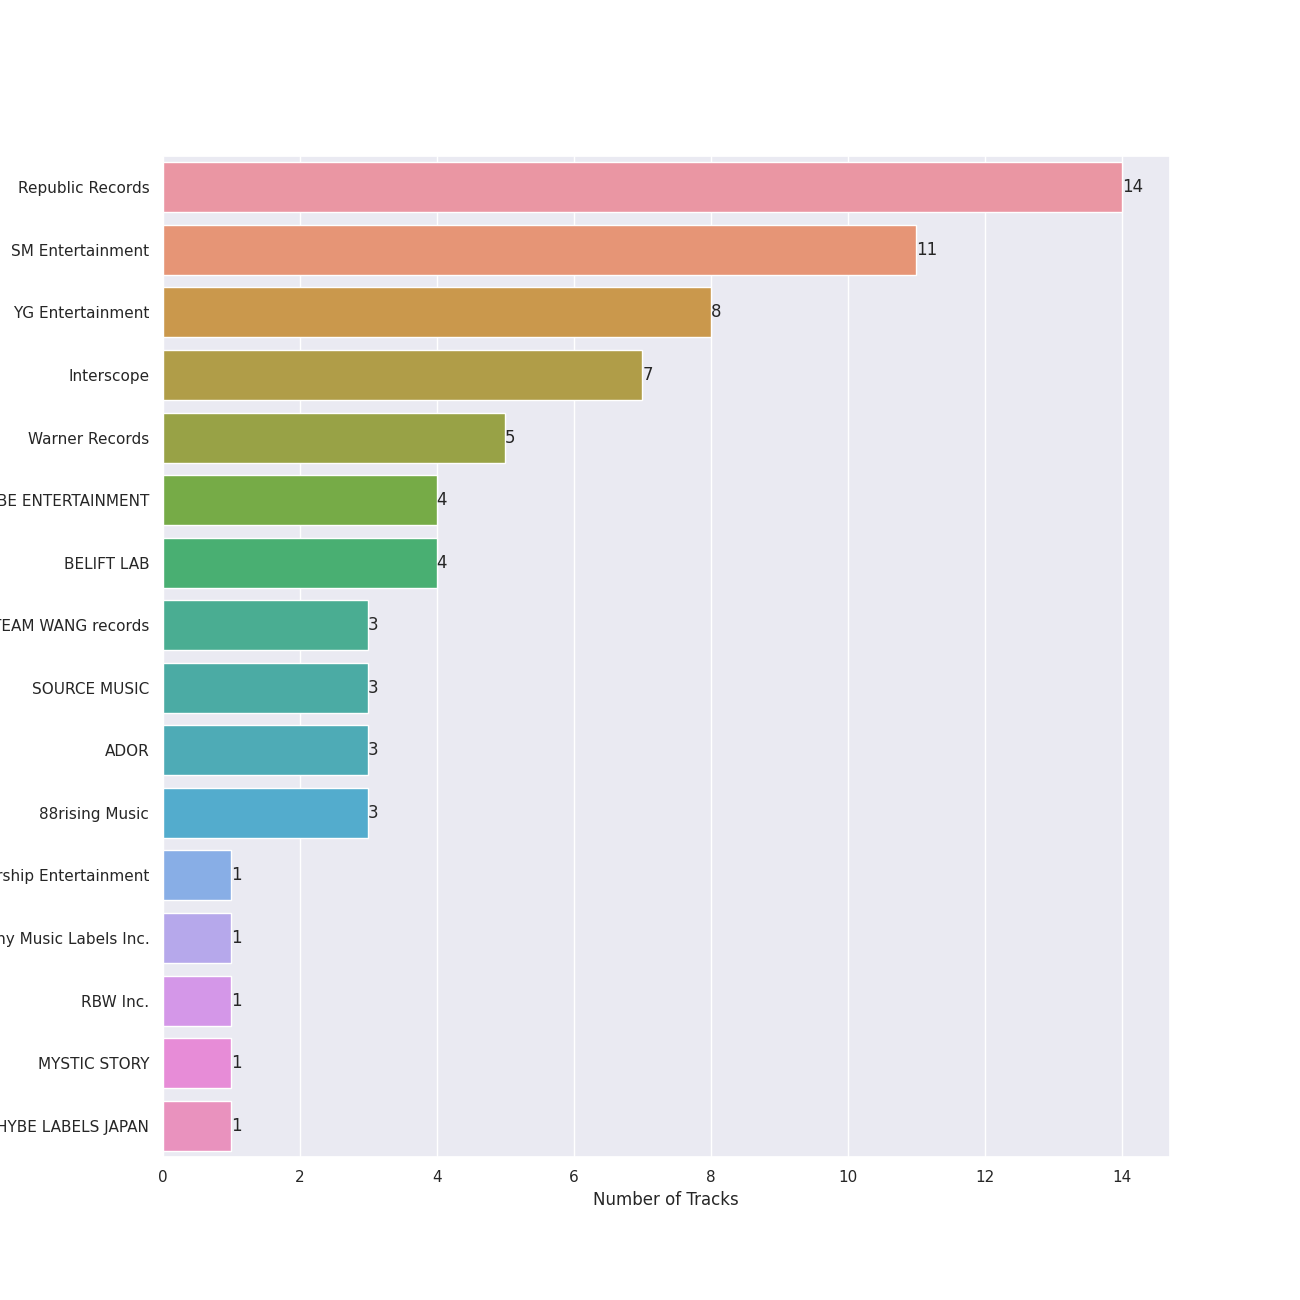 Republic Records 14
SM Entertainment 11
YG Entertainment 8
Interscope 7
Warner Records 5
BE ENTERTAINMENT 4
BELIFT LAB 4
TEAM WANG records 3
SOURCE MUSIC 3
ADOR 3
88rising Music 3
rship Entertainment 1
ny Music Labels Inc. 1
RBW Inc. 1
MYSTIC STORY 1
HYBE LABELS JAPAN 1
0 2 4 6 8 10 12 14
Number of Tracks